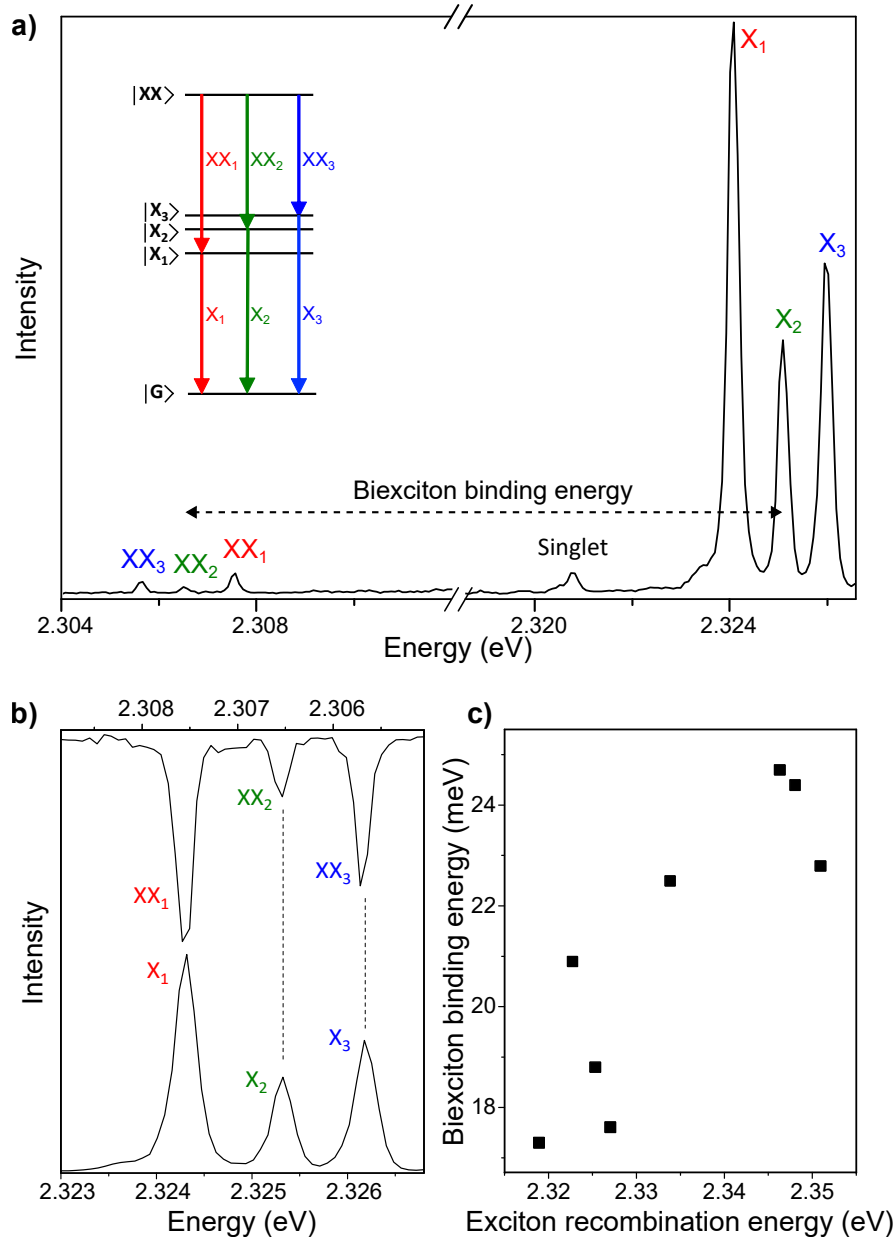 a)
X₁
|XX⟩
XX₁ XX₂ XX₃
|X₃⟩
|X₂⟩
|X₁⟩
X₁ X₂ X₃
|G⟩
X₃
X₂
Intensity
Biexciton binding energy
Singlet
XX₃ XX₂ XX₁
2.304 2.308 2.320 2.324
Energy (eV)
b)
2.308 2.307 2.306
XX₂
XX₃
XX₁
X₁
X₃
X₂
Intensity
2.323 2.324 2.325 2.326
Energy (eV)
c)
24
22
20
18
Biexciton binding energy (meV)
2.32 2.33 2.34 2.35
Exciton recombination energy (eV)